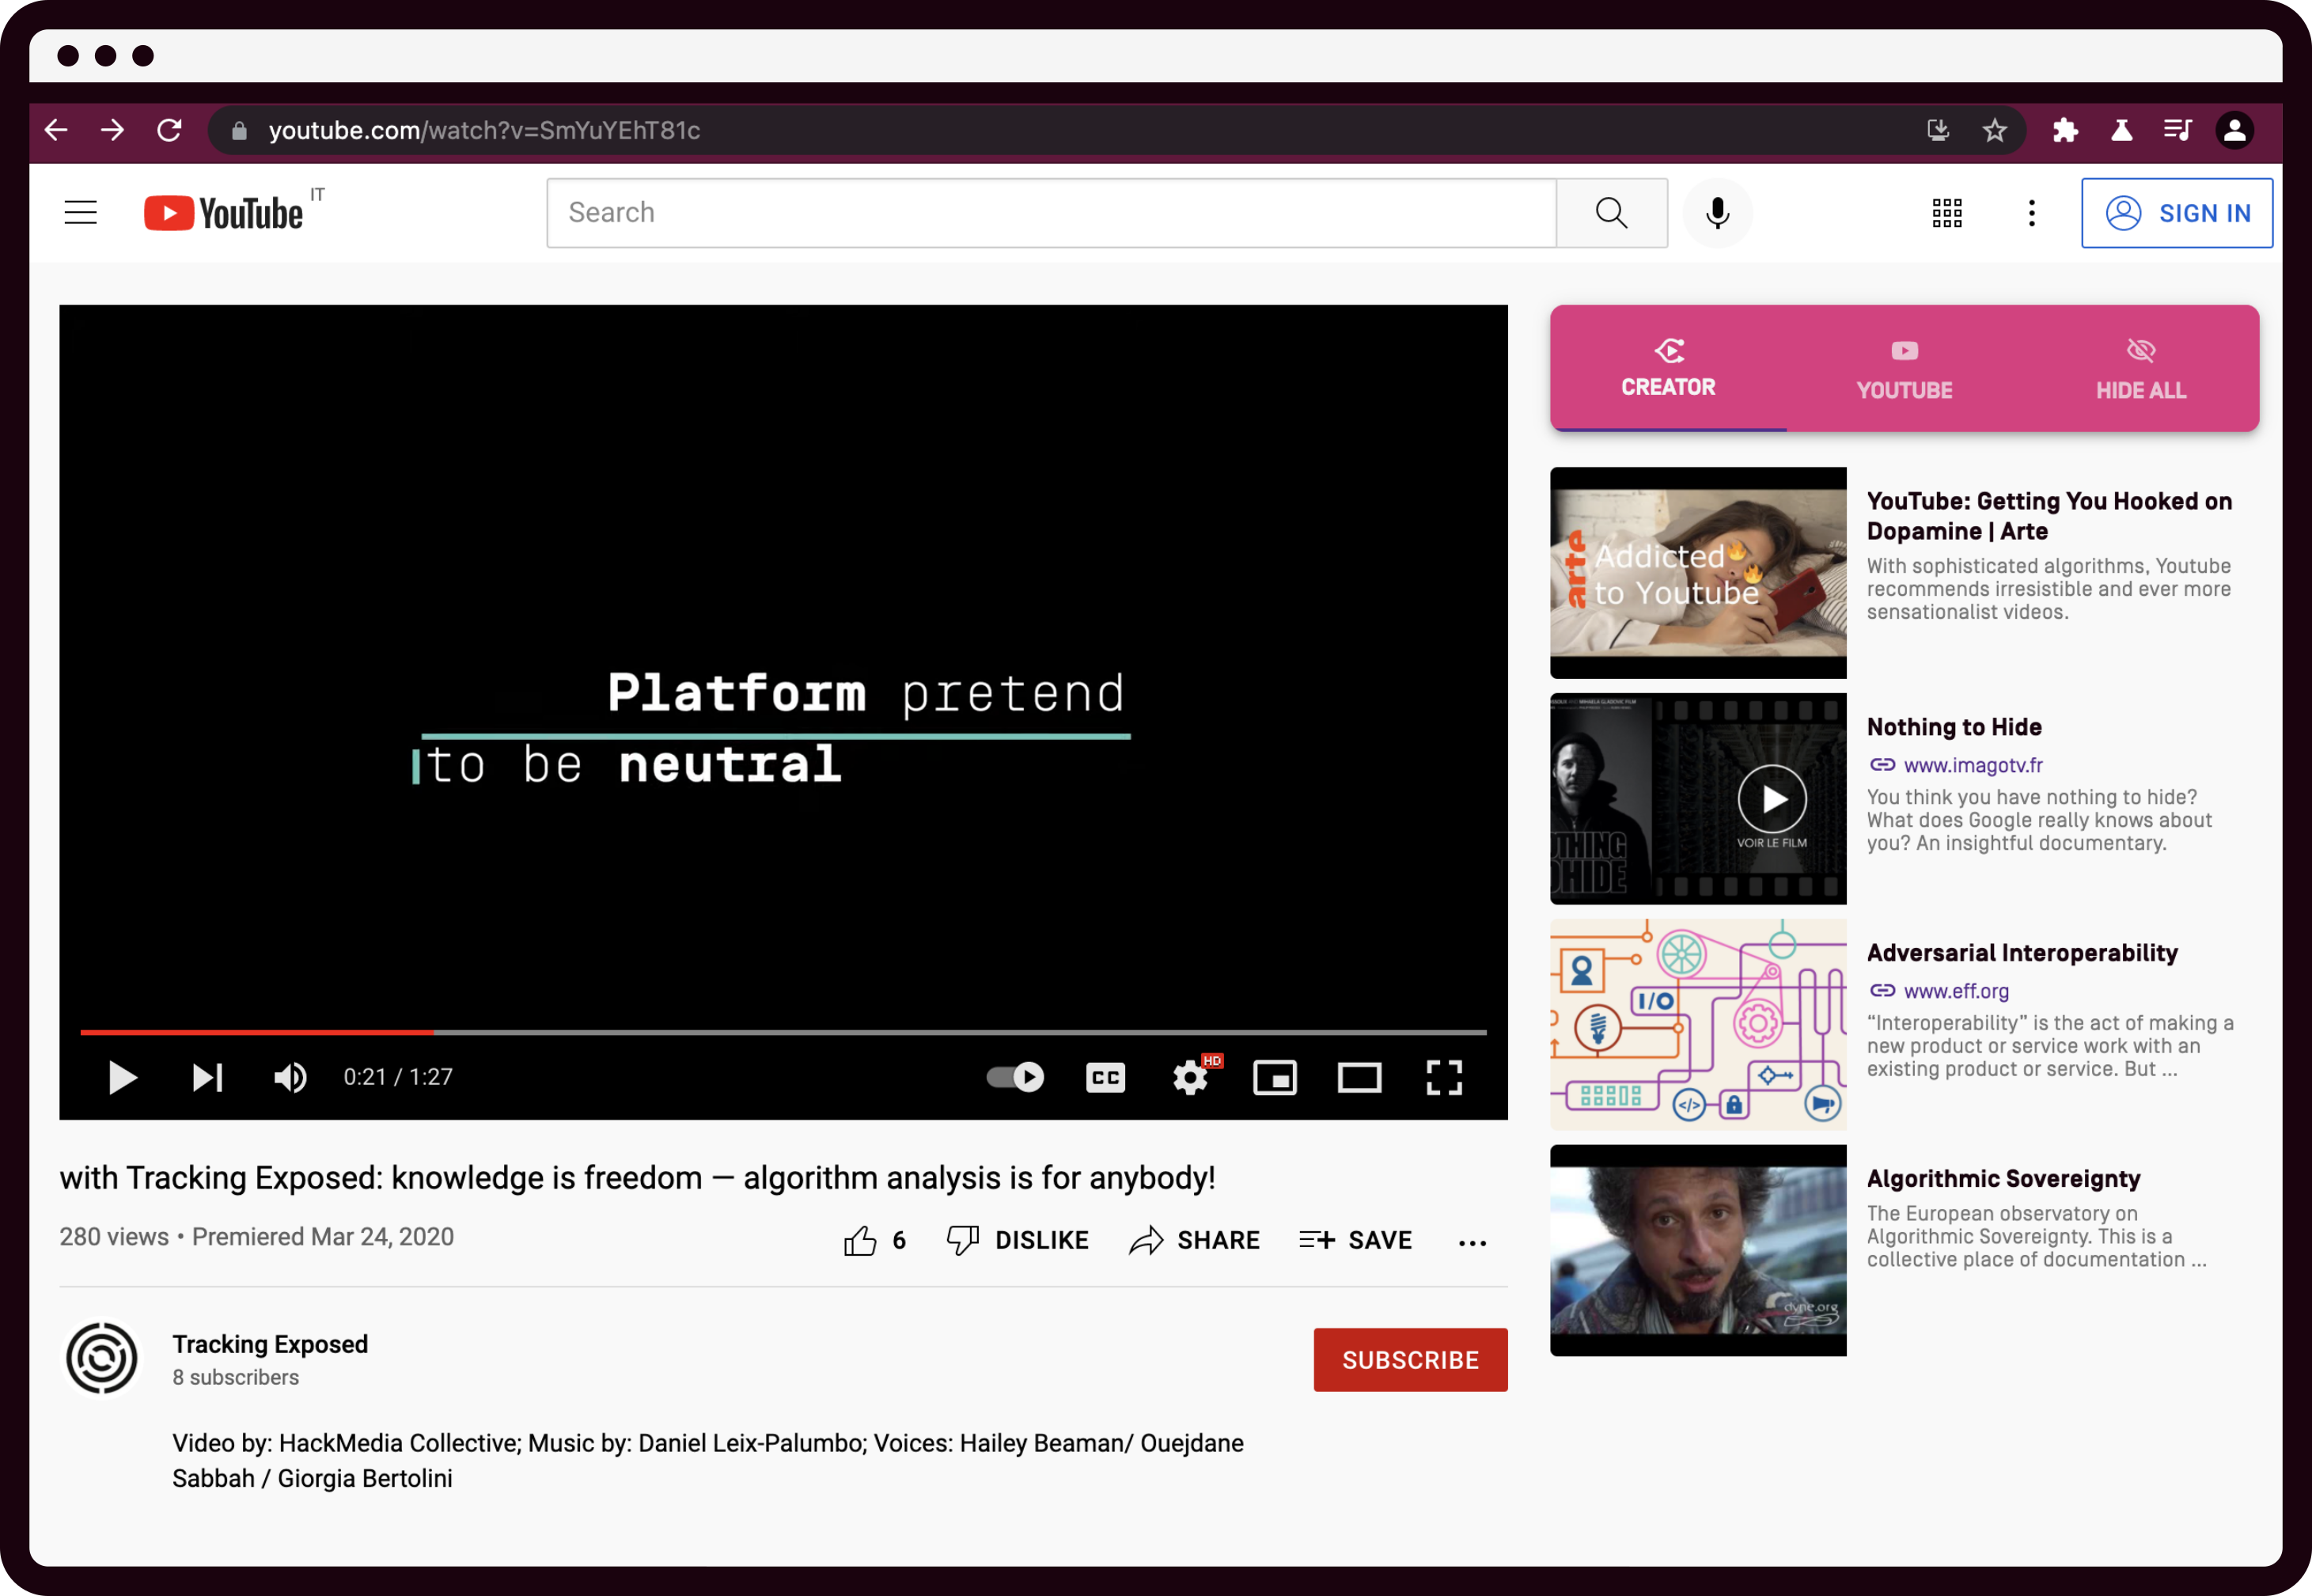 youtube.com/watch?v=SmYuYEhT81c
YouTube IT
Search
SIGN IN
Platform pretend
to be neutral
0:21 / 1:27
CC
HD
with Tracking Exposed: knowledge is freedom — algorithm analysis is for anybody!
280 views • Premiered Mar 24, 2020
6 DISLIKE SHARE SAVE ...
Tracking Exposed
8 subscribers
SUBSCRIBE
Video by: HackMedia Collective; Music by: Daniel Leix-Palumbo; Voices: Hailey Beaman/ Ouejdane
Sabbah / Giorgia Bertolini
CREATOR YOUTUBE HIDE ALL
arte
Addicted
to Youtube
YouTube: Getting You Hooked on
Dopamine | Arte
With sophisticated algorithms, Youtube
recommends irresistible and ever more
sensationalist videos.
THING
HIDE
VOIR LE FILM
Nothing to Hide
www.imagotv.fr
You think you have nothing to hide?
What does Google really knows about
you? An insightful documentary.
I/O
</>
Adversarial Interoperability
www.eff.org
“Interoperability” is the act of making a
new product or service work with an
existing product or service. But ...
dyne.org
Algorithmic Sovereignty
The European observatory on
Algorithmic Sovereignty. This is a
collective place of documentation ...